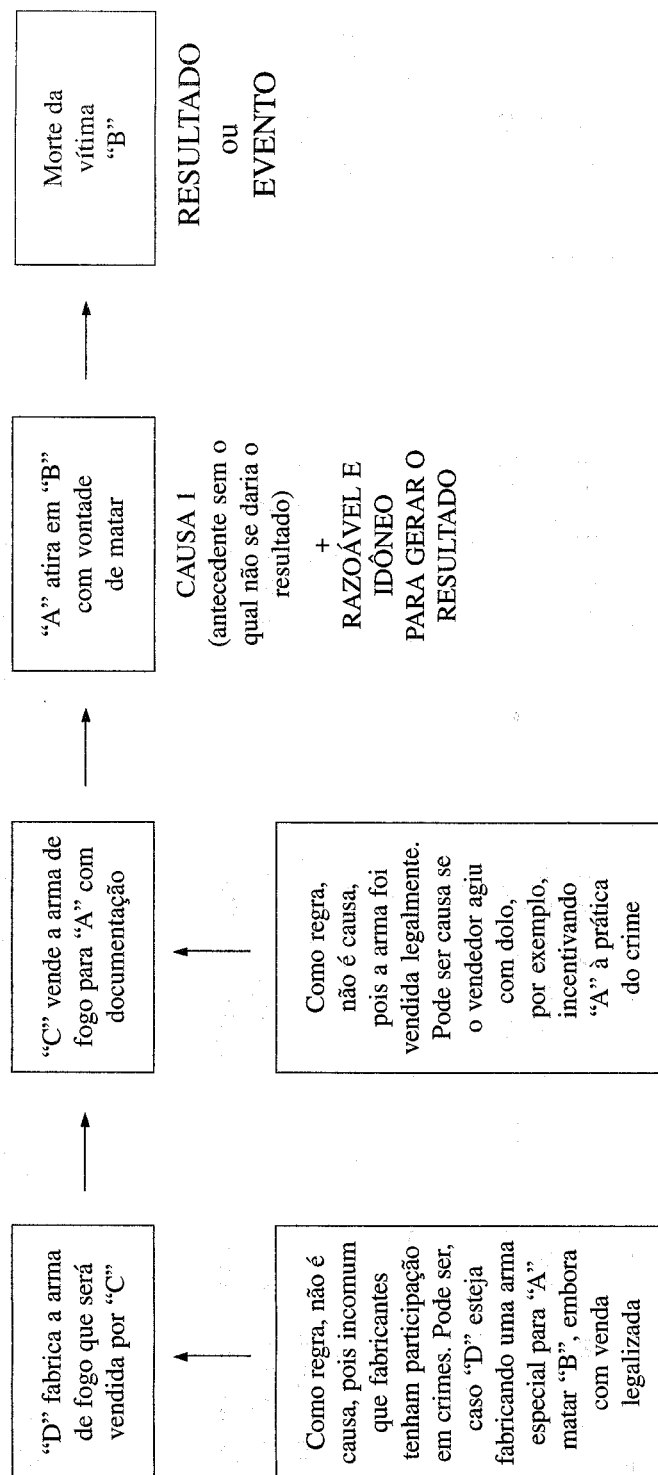 “D” fabrica a arma
de fogo que será
vendida por “C”
“C” vende a arma de
fogo para “A” com
documentação
“A” atira em “B”
com vontade
de matar
Morte da
vítima
“B”
Como regra, não é
causa, pois incomum
que fabricantes
tenham participação
em crimes. Pode ser,
caso “D” esteja
fabricando uma arma
especial para “A”
matar “B”, embora
com venda
legalizada
Como regra,
não é causa,
pois a arma foi
vendida legalmente.
Pode ser causa se
o vendedor agiu
com dolo,
por exemplo,
incentivando
“A” à prática
do crime
CAUSA 1
(antecedente sem o
qual não se daria o
resultado)
+
RAZOÁVEL E
IDÔNEO
PARA GERAR O
RESULTADO
RESULTADO
ou
EVENTO